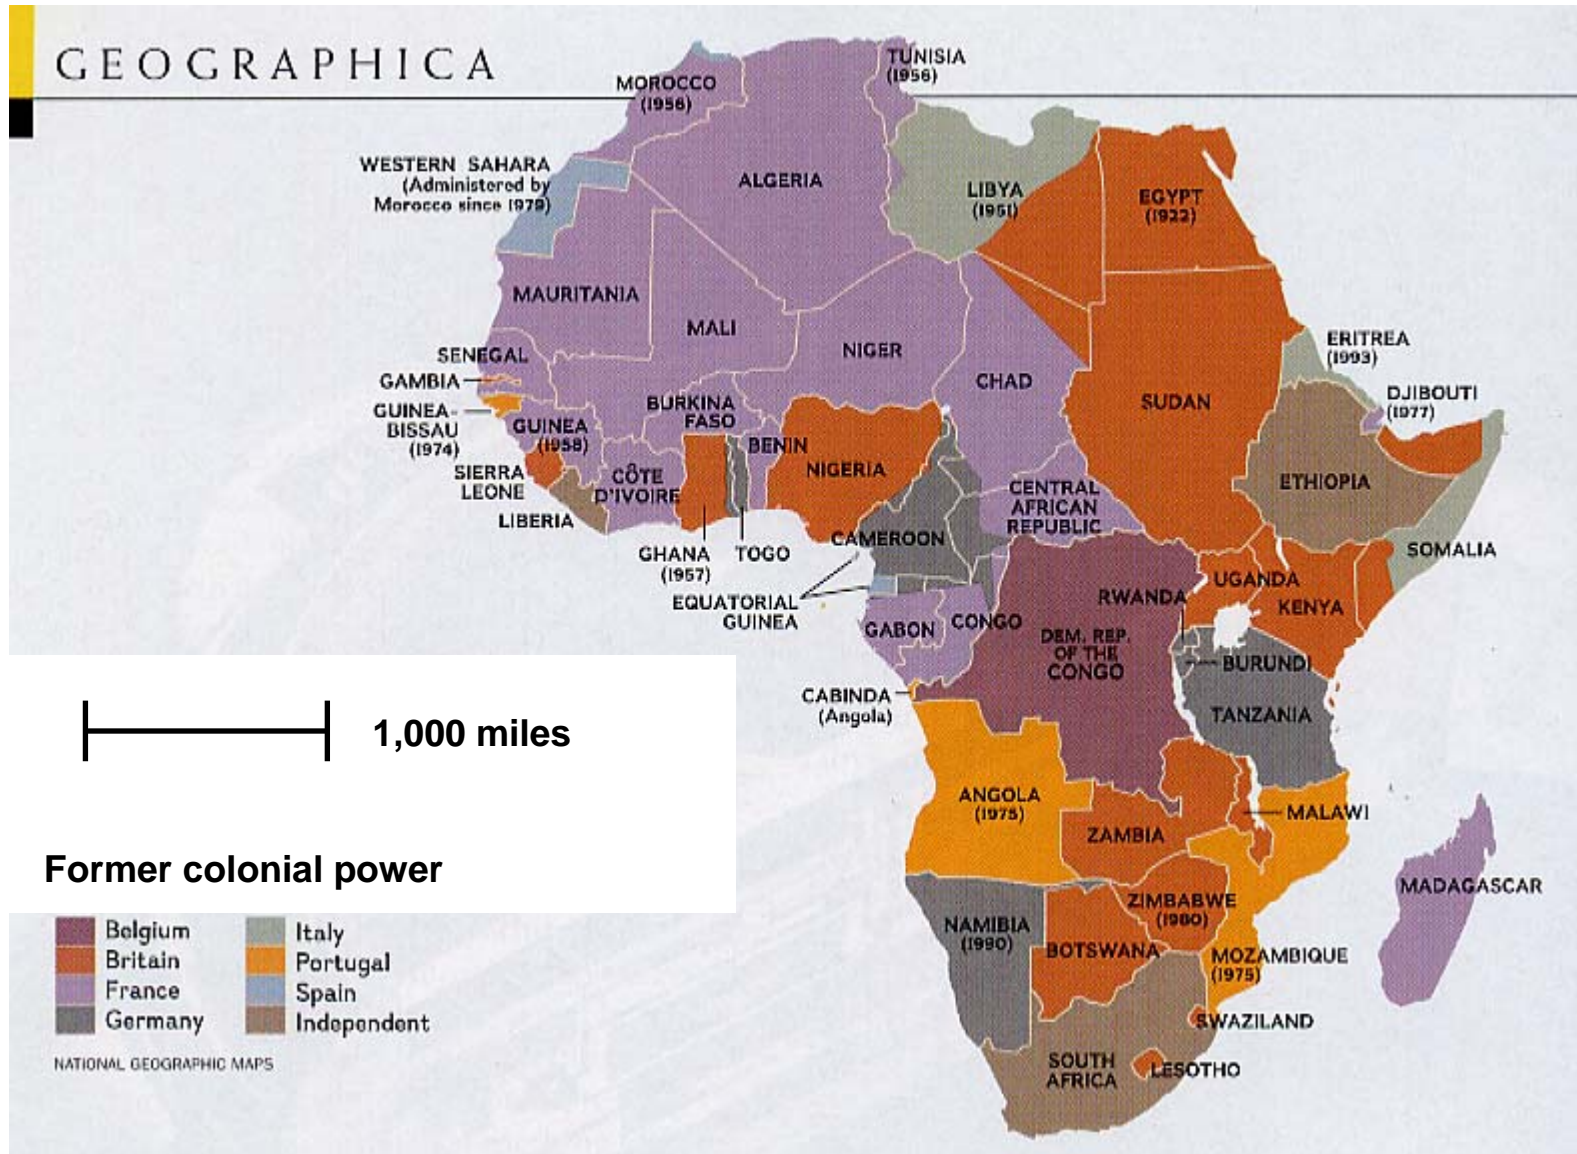 GEOGRAPHICA
TUNISIA
(1956)
MOROCCO
(1956)
WESTERN SAHARA
(Administered by
Morocco since 1979)
ALGERIA
LIBYA
(1951)
EGYPT
(1922)
MAURITANIA
MALI
NIGER
CHAD
SUDAN
ERITREA
(1993)
DJIBOUTI
(1977)
SENEGAL
GAMBIA
GUINEA-
BISSAU
(1974)
GUINEA
(1958)
BURKINA
FASO
BENIN
NIGERIA
SIERRA
LEONE
CÔTE
D'IVOIRE
LIBERIA
CENTRAL
AFRICAN
REPUBLIC
ETHIOPIA
SOMALIA
GHANA
(1957)
TOGO
CAMEROON
EQUATORIAL
GUINEA
RWANDA
UGANDA
KENYA
GABON
CONGO
DEM. REP.
OF THE
CONGO
BURUNDI
CABINDA
(Angola)
TANZANIA
1,000 miles
ANGOLA
(1975)
ZAMBIA
MALAWI
Former colonial power
MADAGASCAR
NAMIBIA
(1990)
ZIMBABWE
(1980)
BOTSWANA
MOZAMBIQUE
(1975)
SWAZILAND
SOUTH
AFRICA
LESOTHO
Belgium
Britain
France
Germany
Italy
Portugal
Spain
Independent
NATIONAL GEOGRAPHIC MAPS